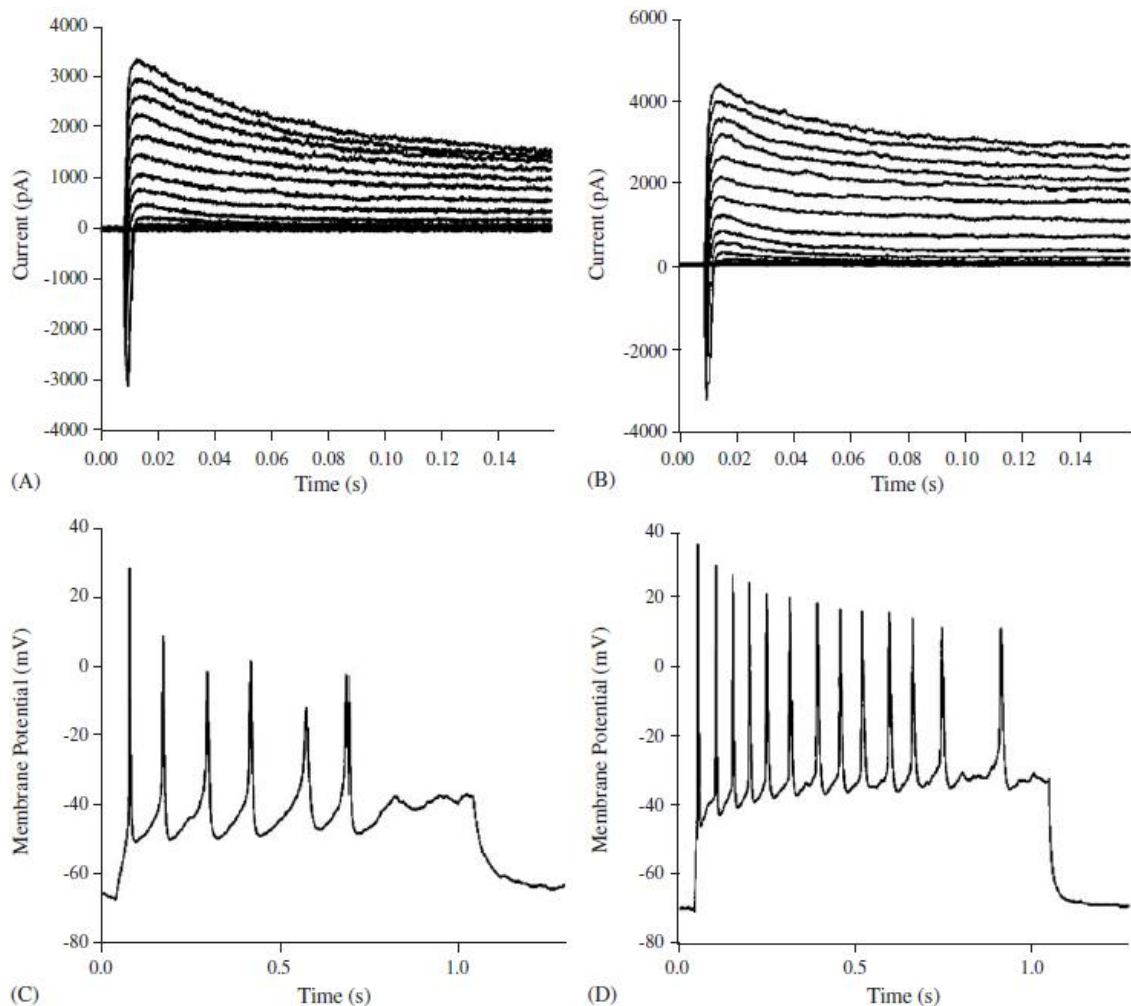 4000
3000
2000
1000
0
-1000
-2000
-3000
-4000
Current (pA)
0.00 0.02 0.04 0.06 0.08 0.10 0.12 0.14
Time (s)
(A)
6000
4000
2000
0
-2000
-4000
Current (pA)
0.00 0.02 0.04 0.06 0.08 0.10 0.12 0.14
Time (s)
(B)
40
20
0
-20
-40
-60
-80
Membrane Potential (mV)
0.0 0.5 1.0
Time (s)
(C)
40
20
0
-20
-40
-60
-80
Membrane Potential (mV)
0.0 0.5 1.0
Time (s)
(D)